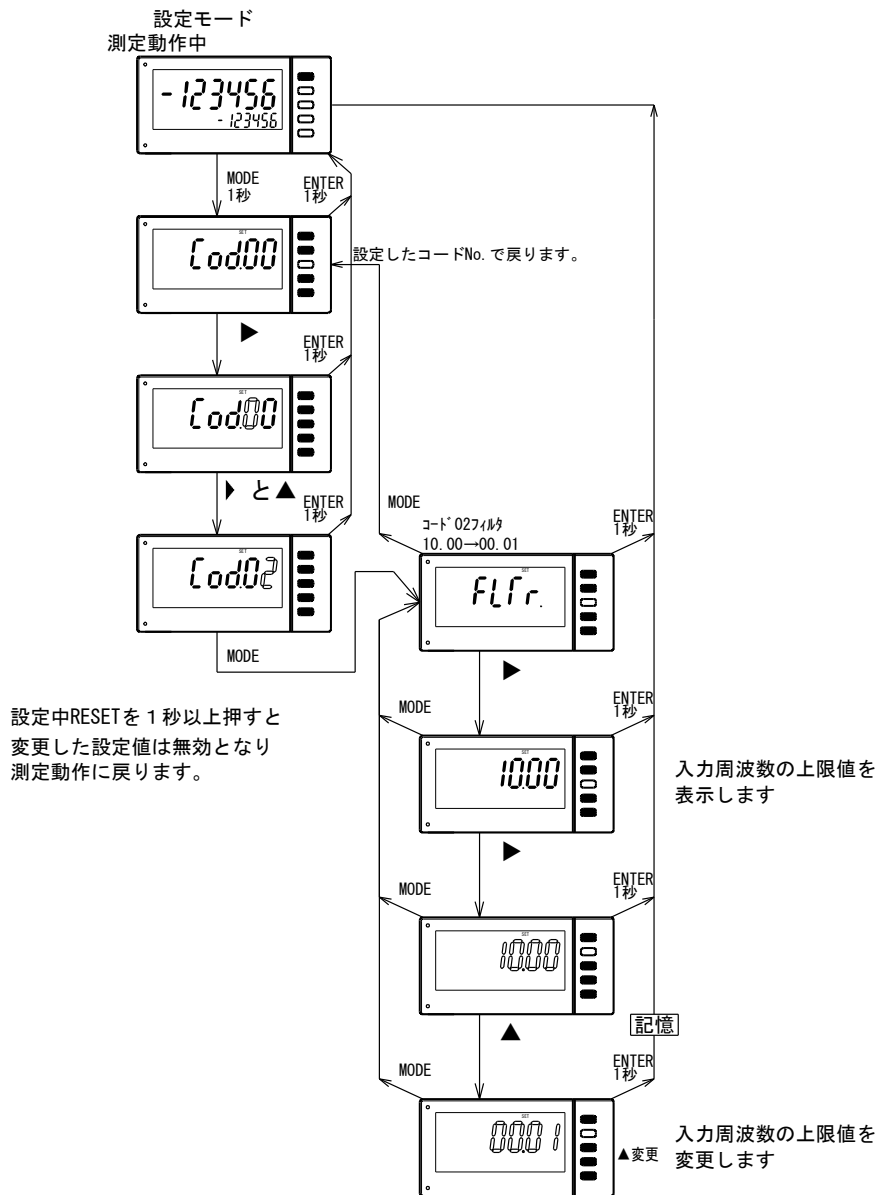 設定モード
測定動作中
-123456
-123456
MODE
1秒
ENTER
1秒
SET
Cod.00
設定したコードNo.で戻ります。
▶
ENTER
1秒
SET
Cod.00
▶ と▲
ENTER
1秒
SET
Cod.02
MODE
MODE
コード02フィルタ
10.00→00.01
ENTER
1秒
SET
FLTr.
▶
設定中RESETを1秒以上押すと
変更した設定値は無効となり
測定動作に戻ります。
MODE
ENTER
1秒
SET
10.00
入力周波数の上限値を
表示します
▶
MODE
ENTER
1秒
SET
10.00
▲
記憶
MODE
ENTER
1秒
SET
00.01
▲変更
入力周波数の上限値を
変更します